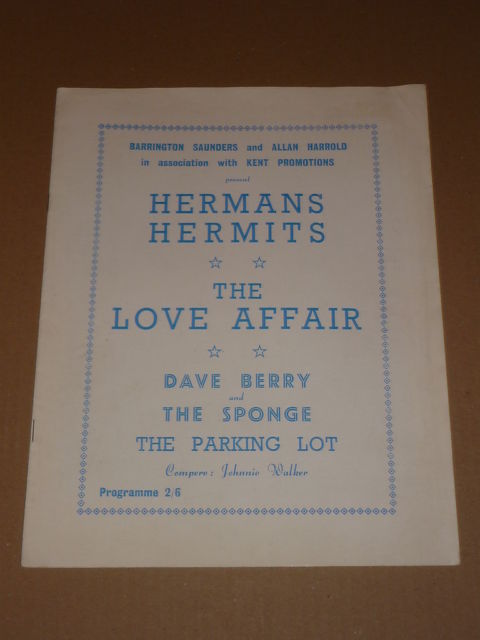 BARRINGTON SAUNDERS and ALLAN HARROLD
in association with KENT PROMOTIONS
present
HERMANS
HERMITS
☆ ☆
THE
LOVE AFFAIR
☆ ☆
DAVE BERRY
and
THE SPONGE
THE PARKING LOT
Compere: Johnnie Walker
Programme 2/6